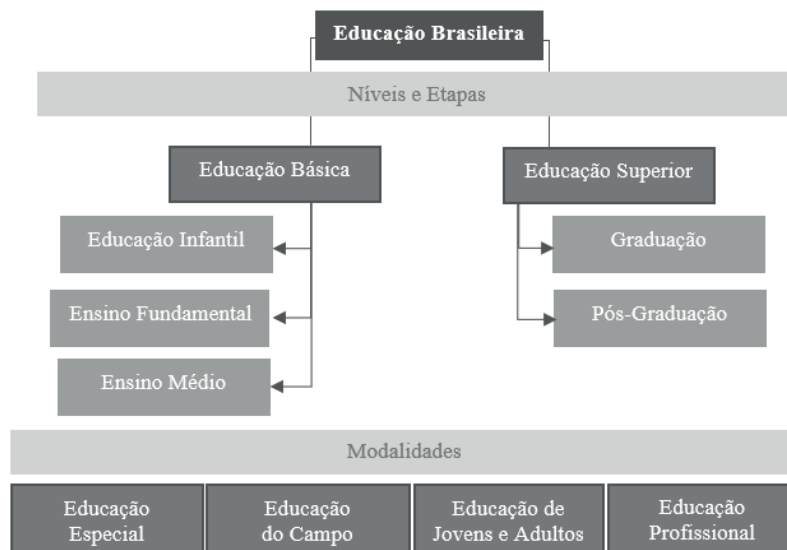 Educação Brasileira
Níveis e Etapas
Educação Básica
Educação Superior
Educação Infantil
Graduação
Ensino Fundamental
Pós-Graduação
Ensino Médio
Modalidades
Educação
Especial
Educação
do Campo
Educação de
Jovens e Adultos
Educação
Profissional